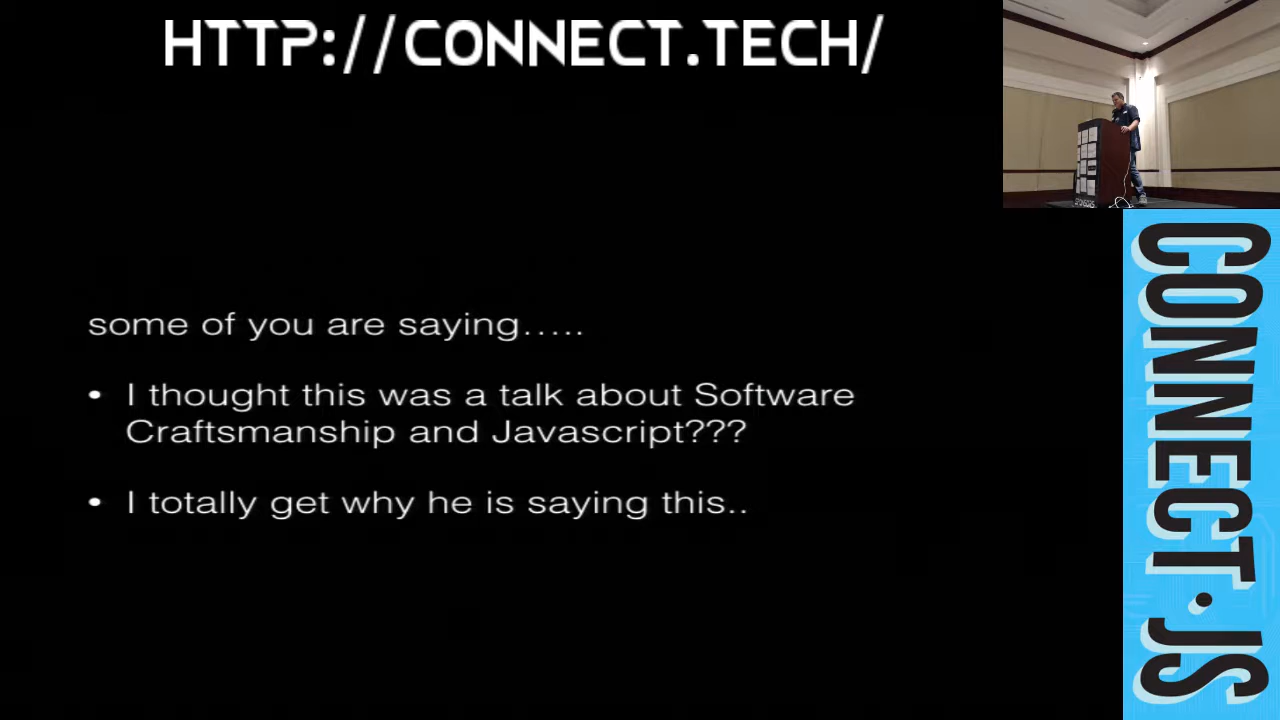 HTTP://CONNECT.TECH/
some of you are saying.....
• I thought this was a talk about Software
Craftsmanship and Javascript???
• I totally get why he is saying this..
CONNECT.JS